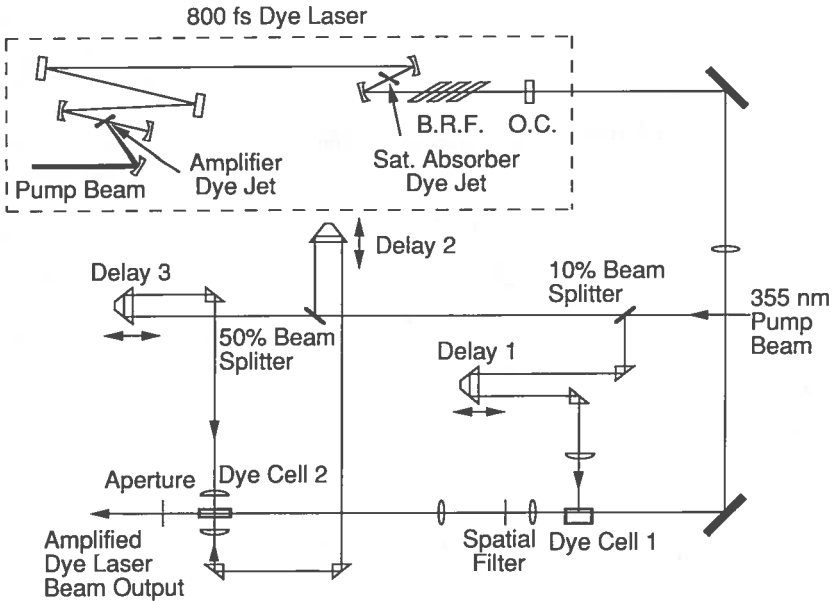 800 fs Dye Laser
B.R.F.
O.C.
Amplifier
Dye Jet
Sat. Absorber
Dye Jet
Pump Beam
Delay 2
Delay 3
10% Beam
Splitter
355 nm
Pump
Beam
50% Beam
Splitter
Delay 1
Aperture
Dye Cell 2
Amplified
Dye Laser
Beam Output
Spatial
Filter
Dye Cell 1